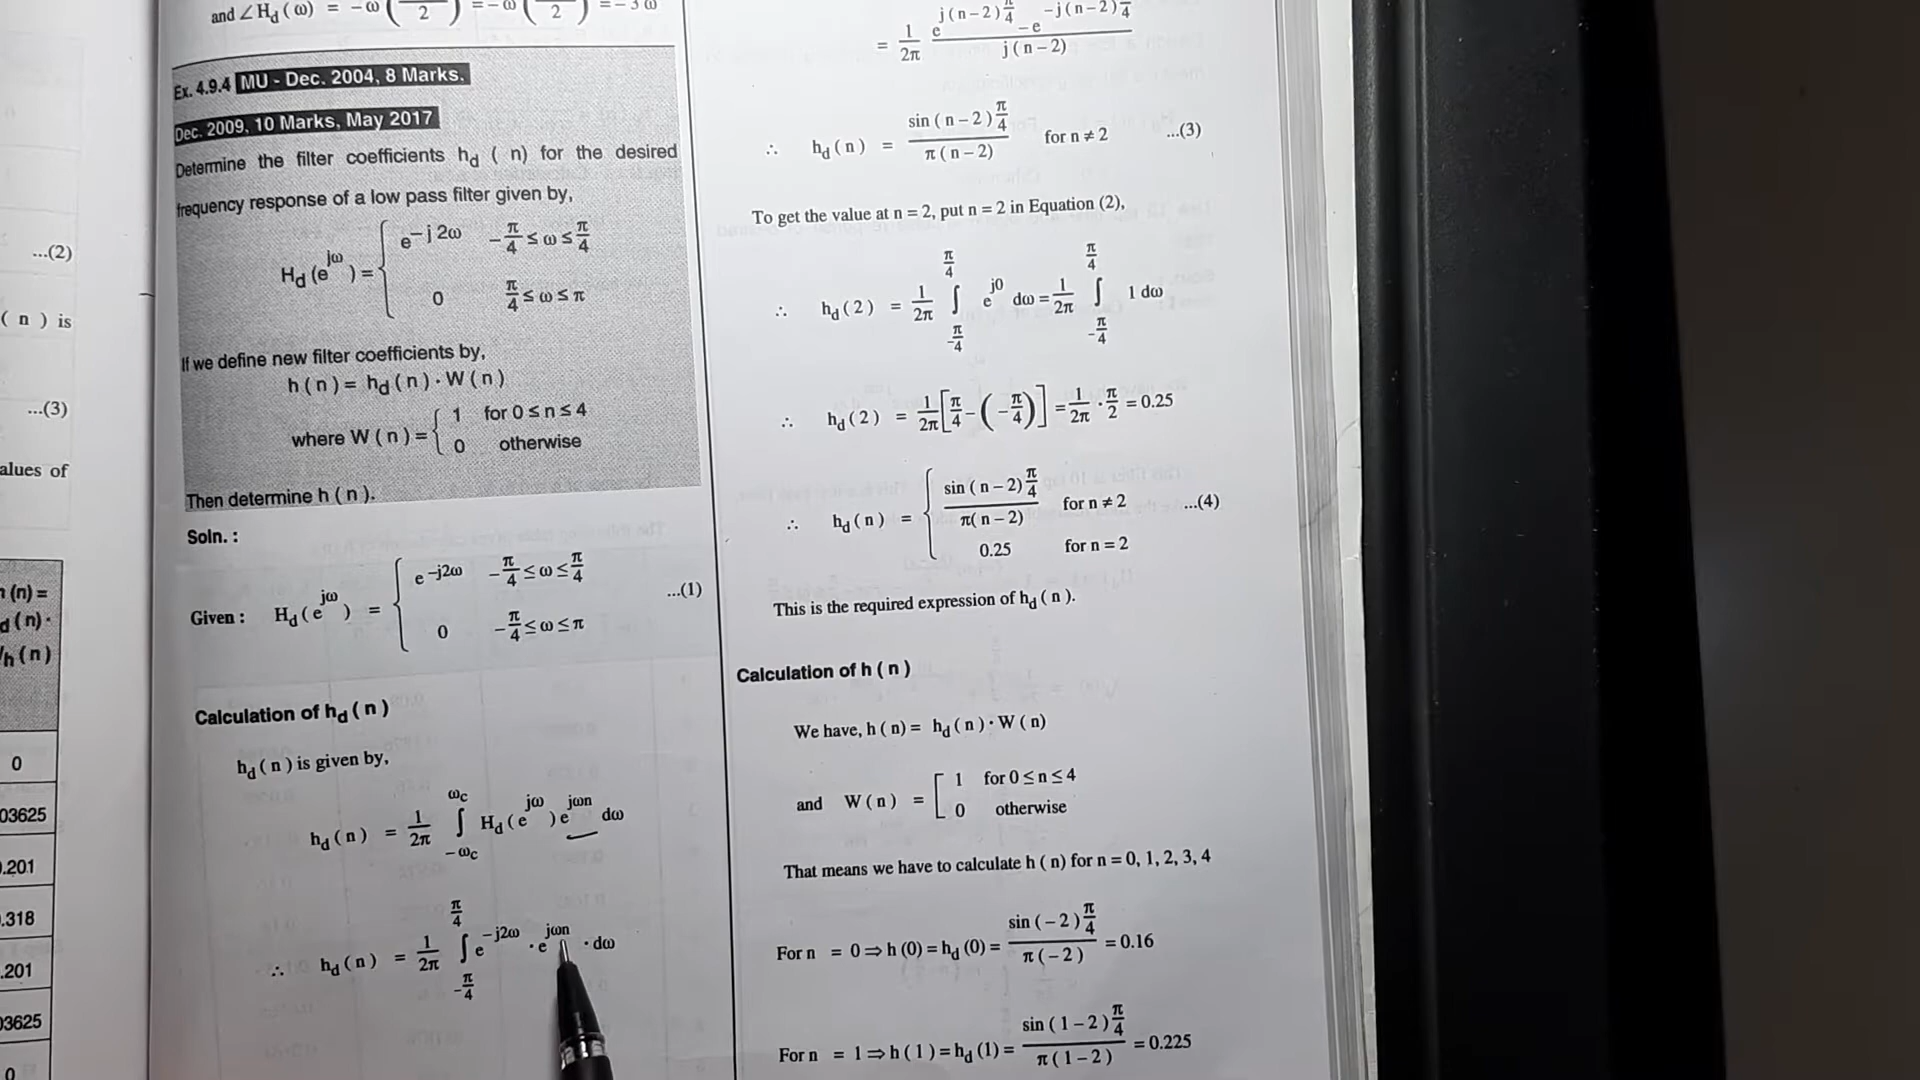 and ∠H_d(ω) = −ω( /2) = −ω( /2) = −3ω
...(2)
( n ) is
...(3)
alues of
(n) =
d(n) ·
(n)
0
03625
.201
.318
.201
03625
0
Ex. 4.9.4 MU - Dec. 2004, 8 Marks.
Dec. 2009, 10 Marks, May 2017
Determine the filter coefficients h_d ( n) for the desired
frequency response of a low pass filter given by,
H_d(e^{jω}) = { e^{−j2ω}   −π/4 ≤ ω ≤ π/4
0   π/4 ≤ ω ≤ π
If we define new filter coefficients by,
h(n) = h_d(n) · W(n)
where W(n) = { 1   for 0 ≤ n ≤ 4
0   otherwise
Then determine h(n).
Soln. :
Given : H_d(e^{jω}) = { e^{−j2ω}   −π/4 ≤ ω ≤ π/4   ...(1)
0   −π/4 ≤ ω ≤ π
Calculation of h_d(n)
h_d(n) is given by,
h_d(n) = 1/2π ∫_{−ω_c}^{ω_c} H_d(e^{jω}) e^{jωn} dω
∴ h_d(n) = 1/2π ∫_{−π/4}^{π/4} e^{−j2ω} · e^{jωn} · dω
= 1/2π (e^{j(n−2)π/4} − e^{−j(n−2)π/4}) / j(n−2)
∴ h_d(n) = sin(n−2)π/4 / π(n−2)   for n ≠ 2   ...(3)
To get the value at n = 2, put n = 2 in Equation (2),
∴ h_d(2) = 1/2π ∫_{−π/4}^{π/4} e^{j0} dω = 1/2π ∫_{−π/4}^{π/4} 1 dω
∴ h_d(2) = 1/2π [π/4 − (−π/4)] = 1/2π · π/2 = 0.25
∴ h_d(n) = { sin(n−2)π/4 / π(n−2)   for n ≠ 2   ...(4)
0.25   for n = 2
This is the required expression of h_d(n).
Calculation of h(n)
We have, h(n) = h_d(n) · W(n)
and W(n) = [ 1   for 0 ≤ n ≤ 4
0   otherwise
That means we have to calculate h(n) for n = 0, 1, 2, 3, 4
For n = 0 ⇒ h(0) = h_d(0) = sin(−2)π/4 / π(−2) = 0.16
For n = 1 ⇒ h(1) = h_d(1) = sin(1−2)π/4 / π(1−2) = 0.225